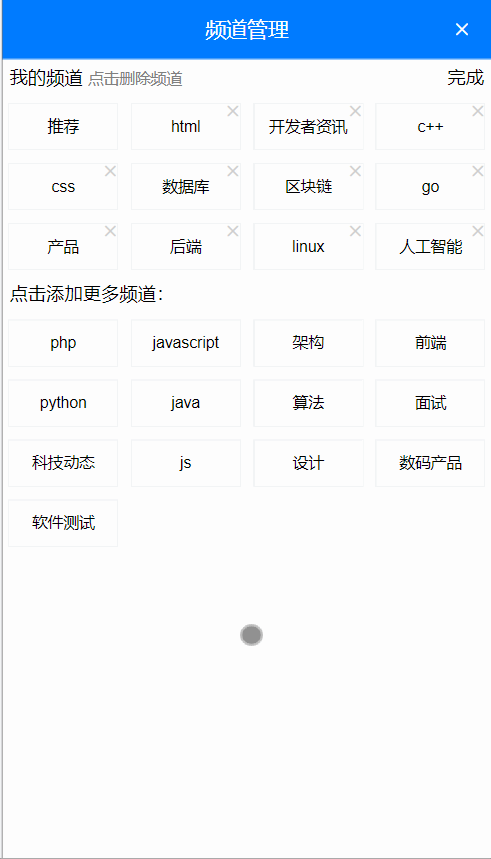 频道管理
我的频道 点击删除频道 完成
推荐 html 开发者资讯 c++
css 数据库 区块链 go
产品 后端 linux 人工智能
点击添加更多频道：
php javascript 架构 前端
python java 算法 面试
科技动态 js 设计 数码产品
软件测试